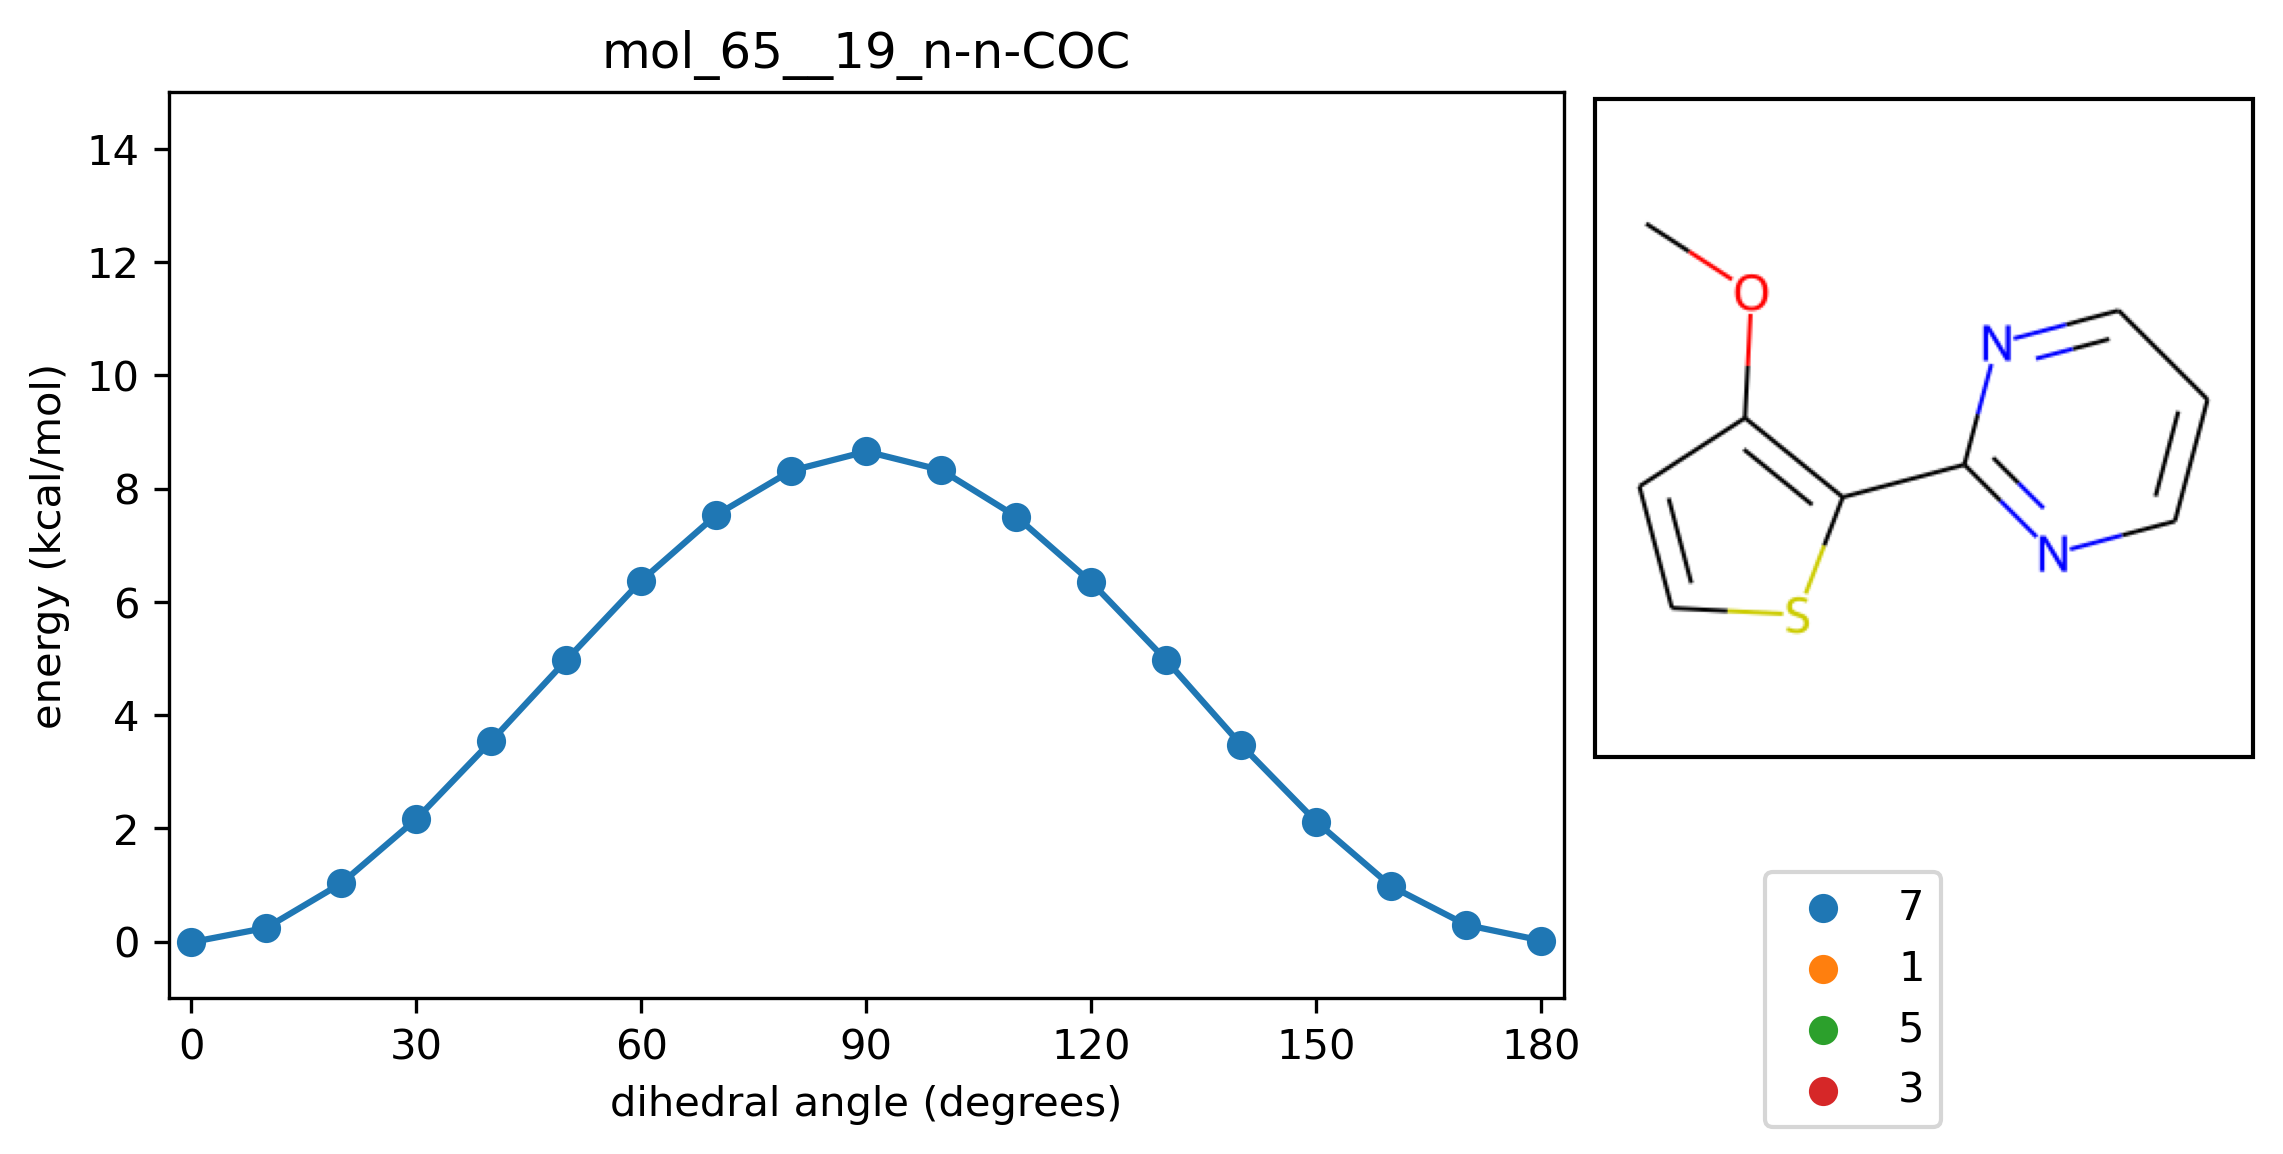 mol_65__19_n-n-COC
14
12
10
8
6
4
2
0
energy (kcal/mol)
0 30 60 90 120 150 180
dihedral angle (degrees)
O
N
N
S
7
1
5
3